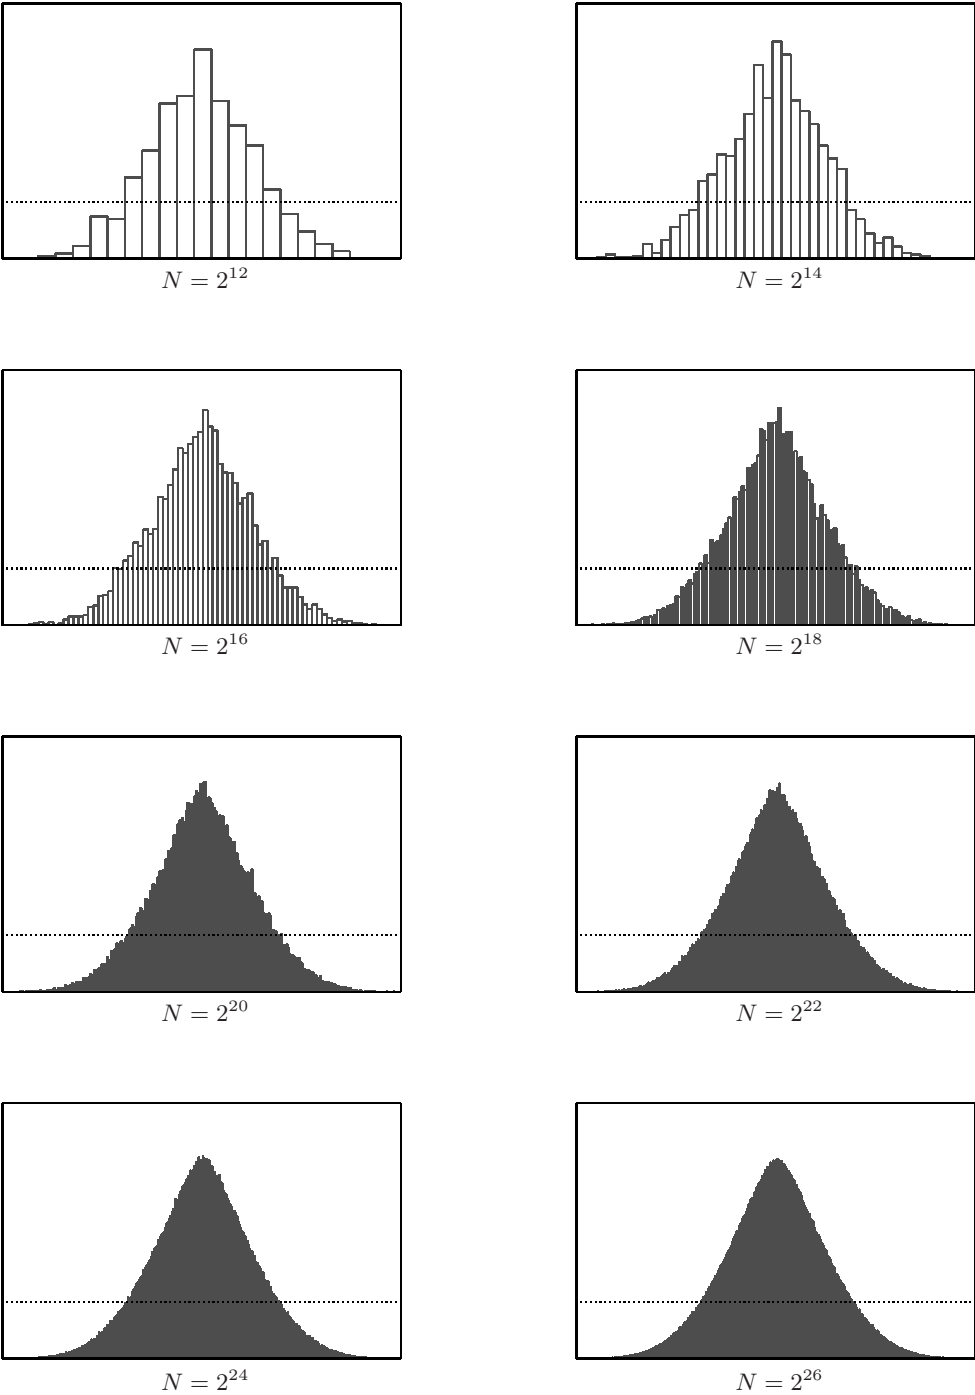 N = 2^12
N = 2^14
N = 2^16
N = 2^18
N = 2^20
N = 2^22
N = 2^24
N = 2^26